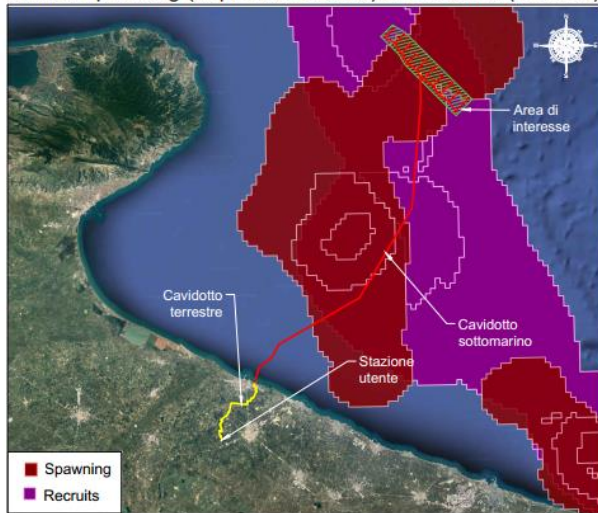 Area di
interesse
Cavidotto
terrestre
Cavidotto
sottomarino
Stazione
utente
Spawning
Recruits